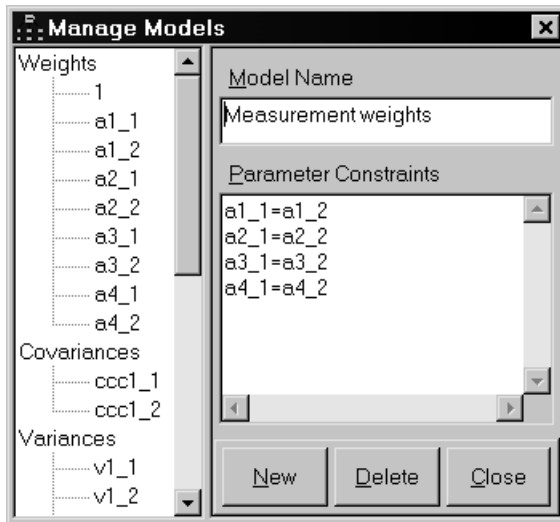 Manage Models
Weights
1
a1_1
a1_2
a2_1
a2_2
a3_1
a3_2
a4_1
a4_2
Covariances
ccc1_1
ccc1_2
Variances
v1_1
v1_2
Model Name
Measurement weights
Parameter Constraints
a1_1=a1_2
a2_1=a2_2
a3_1=a3_2
a4_1=a4_2
New Delete Close